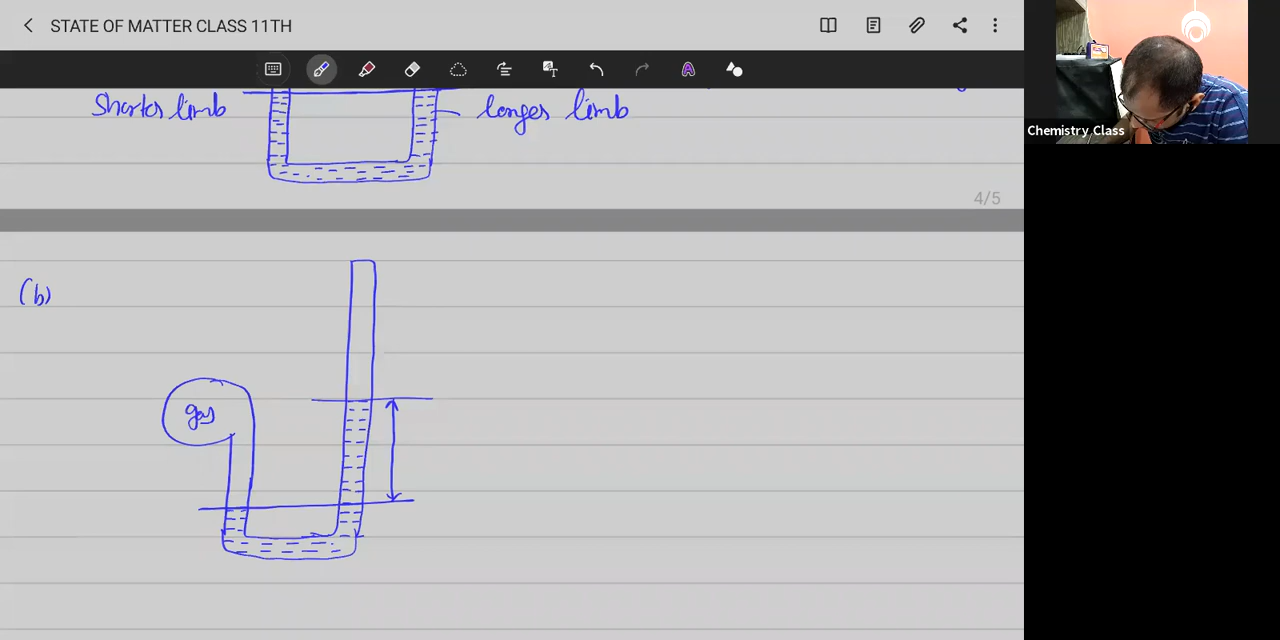 STATE OF MATTER CLASS 11TH
Shorter limb
longer limb
Chemistry Class
4/5
(b)
gas